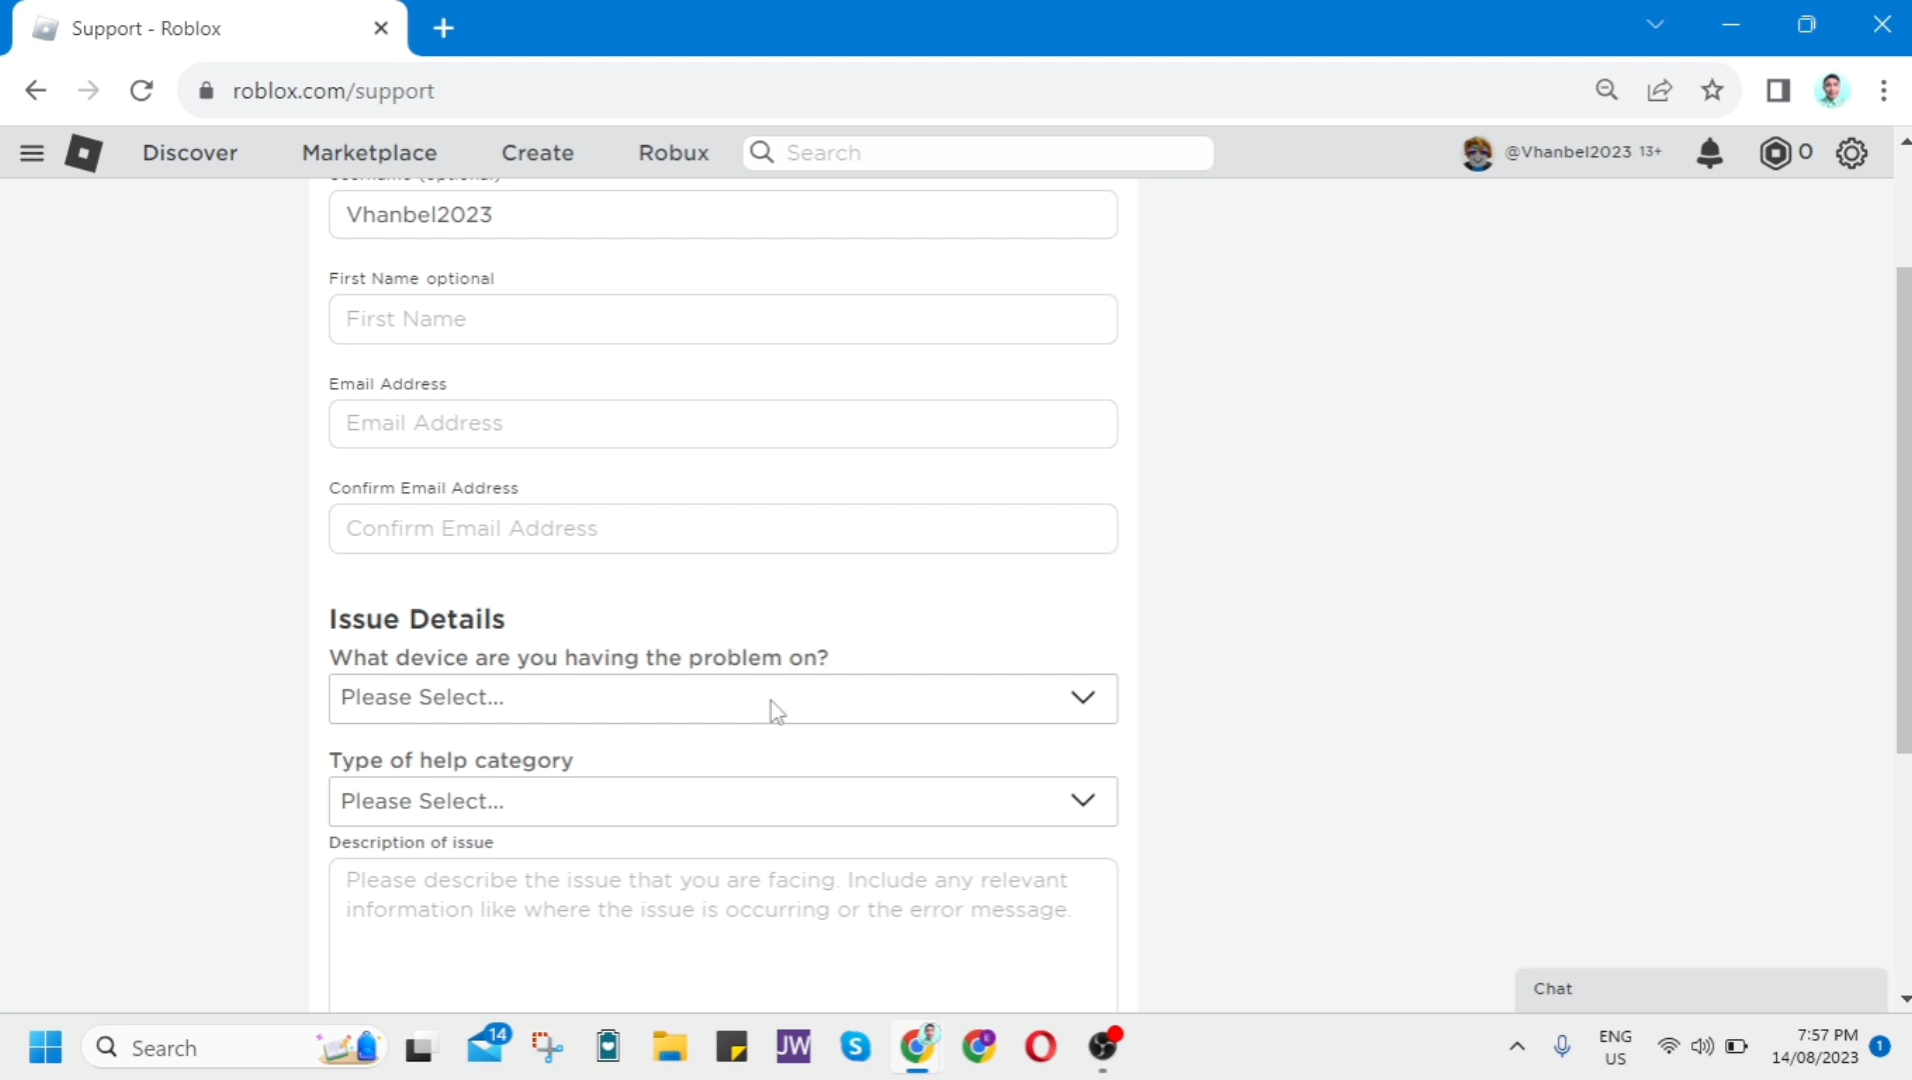 Support - Roblox
roblox.com/support
Discover
Marketplace
Create
Robux
Search
@Vhanbel2023 13+
0
Vhanbel2023
First Name optional
First Name
Email Address
Email Address
Confirm Email Address
Confirm Email Address
Issue Details
What device are you having the problem on?
Please Select...
Type of help category
Please Select...
Description of issue
Please describe the issue that you are facing. Include any relevant
information like where the issue is occurring or the error message.
Chat
Search
14
JW
S
E
ENG
US
7:57 PM
14/08/2023
1